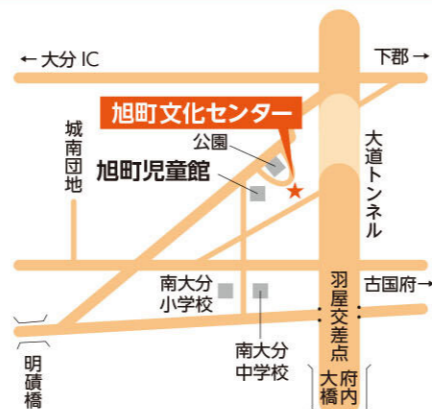 ← 大分 IC
下郡 →
旭町文化センター
公園
旭町児童館
城南団地
大道トンネル
南大分
小学校
南大分
中学校
羽屋交差点
古国府→
明磧橋
府内
大橋